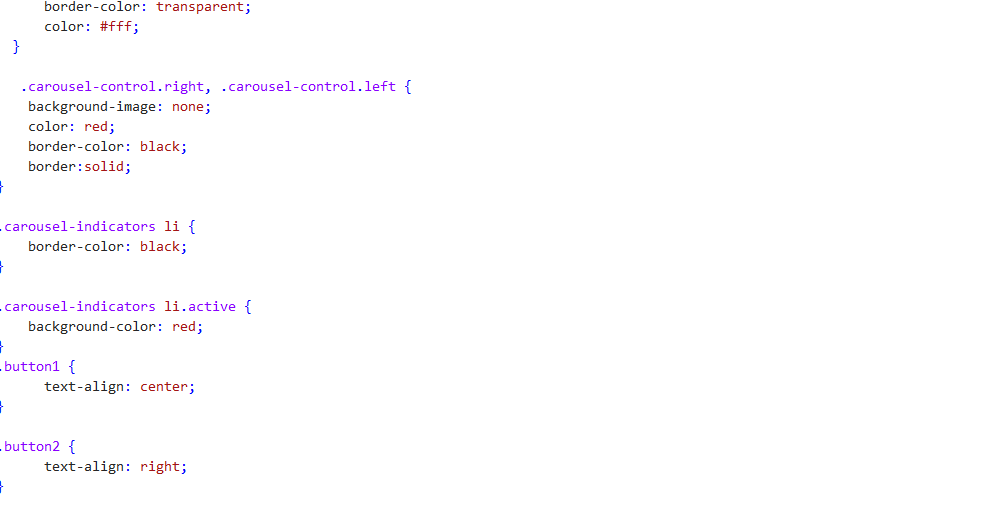 border-color: transparent;
color: #fff;
}
.carousel-control.right, .carousel-control.left {
background-image: none;
color: red;
border-color: black;
border:solid;
}
.carousel-indicators li {
border-color: black;
}
.carousel-indicators li.active {
background-color: red;
}
.button1 {
text-align: center;
}
.button2 {
text-align: right;
}